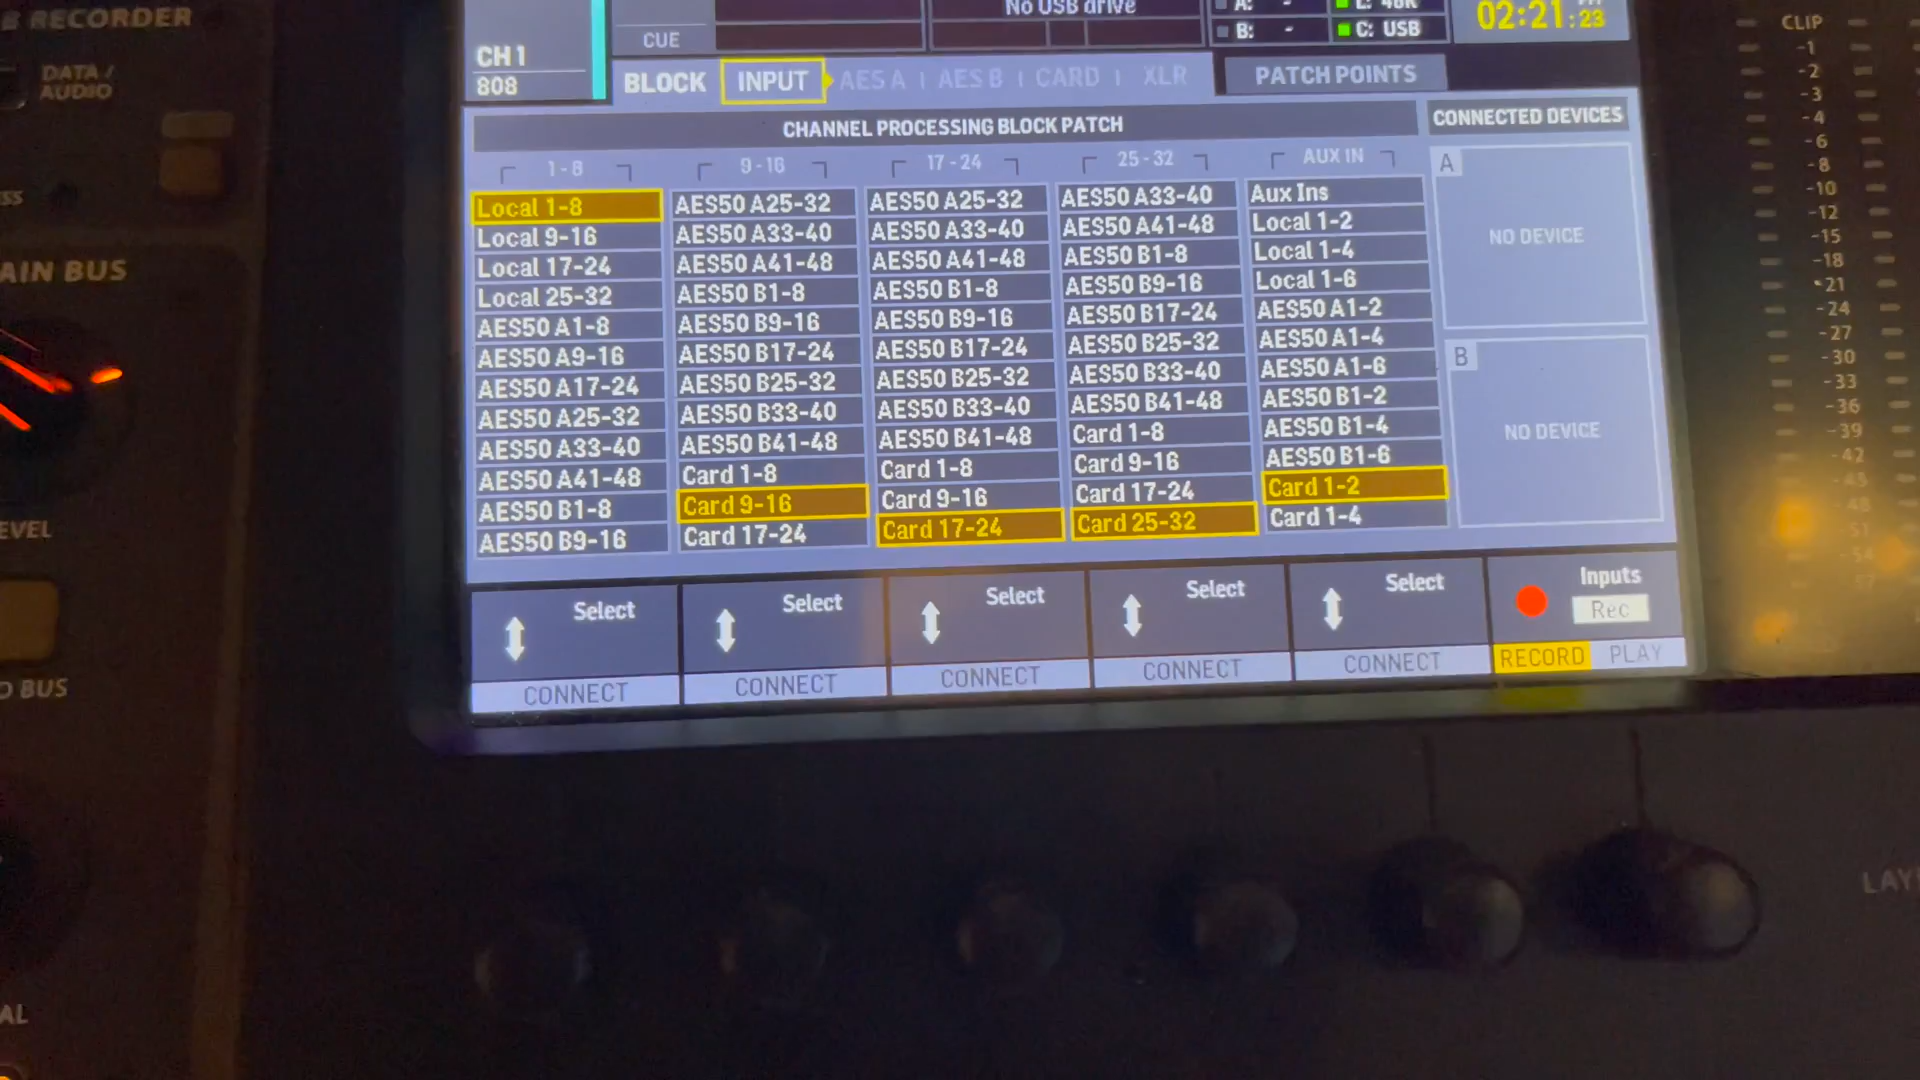 B RECORDER
DATA /
AUDIO
AIN BUS
EVEL
O BUS
AL
CH 1
808
CUE
No USB drive
A: -
L: 48K
B: -
C: USB
02:21:23
BLOCK
INPUT
AES A
AES B
CARD
XLR
PATCH POINTS
CHANNEL PROCESSING BLOCK PATCH
CONNECTED DEVICES
1-8
9-16
17-24
25-32
AUX IN
Local 1-8
Local 9-16
Local 17-24
Local 25-32
AES50 A1-8
AES50 A9-16
AES50 A17-24
AES50 A25-32
AES50 A33-40
AES50 A41-48
AES50 B1-8
AES50 B9-16
AES50 A25-32
AES50 A33-40
AES50 A41-48
AES50 B1-8
AES50 B9-16
AES50 B17-24
AES50 B25-32
AES50 B33-40
AES50 B41-48
Card 1-8
Card 9-16
Card 17-24
AES50 A25-32
AES50 A33-40
AES50 A41-48
AES50 B1-8
AES50 B9-16
AES50 B17-24
AES50 B25-32
AES50 B33-40
AES50 B41-48
Card 1-8
Card 9-16
Card 17-24
AES50 A33-40
AES50 A41-48
AES50 B1-8
AES50 B9-16
AES50 B17-24
AES50 B25-32
AES50 B33-40
AES50 B41-48
Card 1-8
Card 9-16
Card 17-24
Card 25-32
Aux Ins
Local 1-2
Local 1-4
Local 1-6
AES50 A1-2
AES50 A1-4
AES50 A1-6
AES50 B1-2
AES50 B1-4
AES50 B1-6
Card 1-2
Card 1-4
A
NO DEVICE
B
NO DEVICE
Select
CONNECT
Select
CONNECT
Select
CONNECT
Select
CONNECT
Select
CONNECT
Inputs
Rec
RECORD
PLAY
CLIP
-1
-2
-3
-4
-6
-8
-10
-12
-15
-18
-21
-24
-27
-30
-33
-36
-39
-42
-45
-48
51
-54
57
LAY